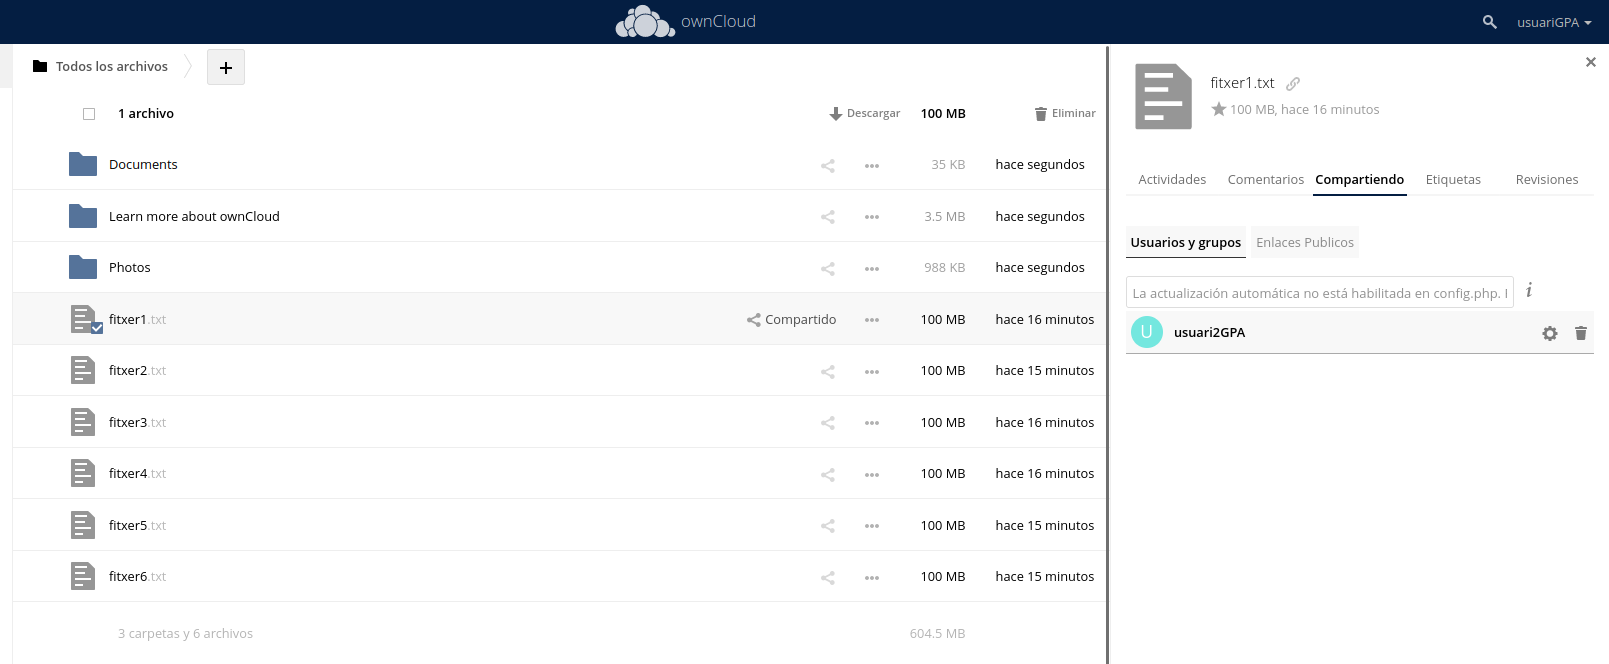 ownCloud
usuariGPA
Todos los archivos
+
1 archivo Descargar 100 MB Eliminar
Documents 35 KB hace segundos
Learn more about ownCloud 3.5 MB hace segundos
Photos 988 KB hace segundos
fitxer1.txt Compartido 100 MB hace 16 minutos
fitxer2.txt 100 MB hace 15 minutos
fitxer3.txt 100 MB hace 16 minutos
fitxer4.txt 100 MB hace 16 minutos
fitxer5.txt 100 MB hace 15 minutos
fitxer6.txt 100 MB hace 15 minutos
3 carpetas y 6 archivos 604.5 MB
fitxer1.txt
100 MB, hace 16 minutos
Actividades Comentarios Compartiendo Etiquetas Revisiones
Usuarios y grupos Enlaces Publicos
La actualización automática no está habilitada en config.php. i
U usuari2GPA